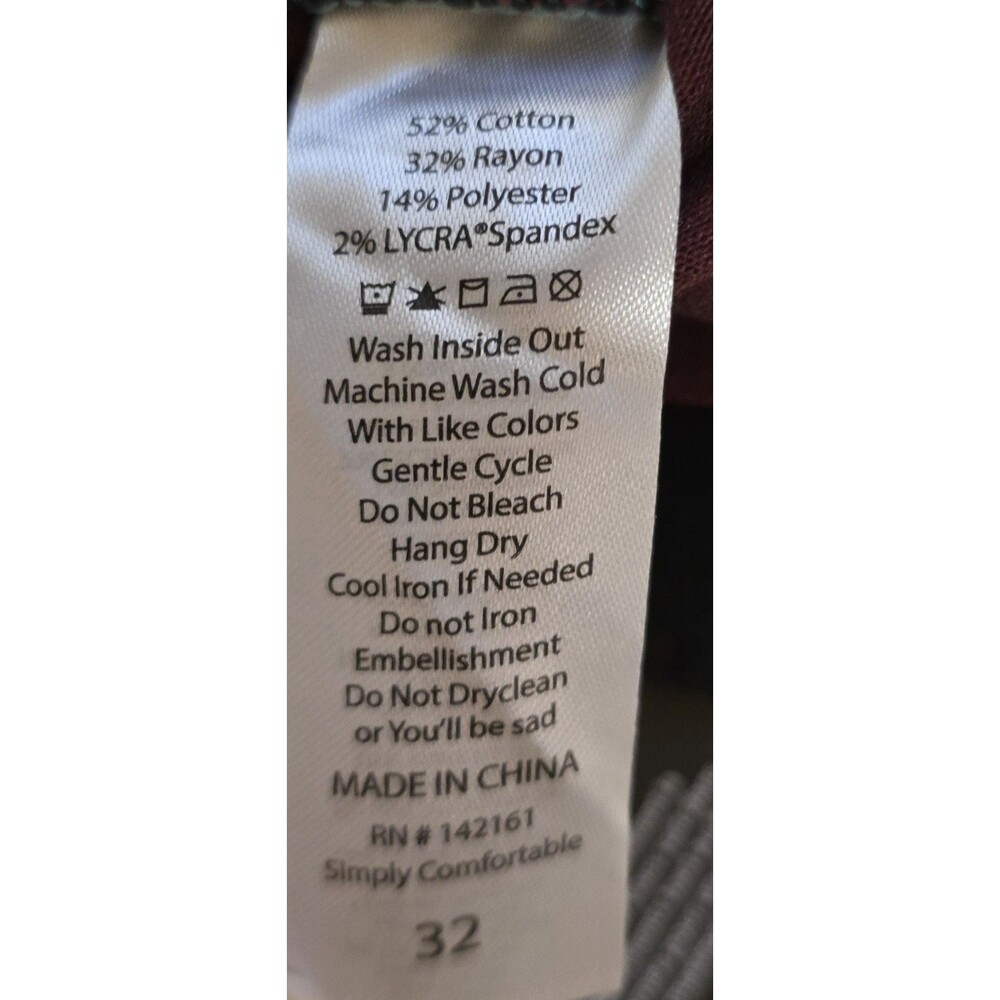 52% Cotton
32% Rayon
14% Polyester
2% LYCRA®Spandex
Wash Inside Out
Machine Wash Cold
With Like Colors
Gentle Cycle
Do Not Bleach
Hang Dry
Cool Iron If Needed
Do not Iron
Embellishment
Do Not Dryclean
or You'll be sad
MADE IN CHINA
RN # 142161
Simply Comfortable
32